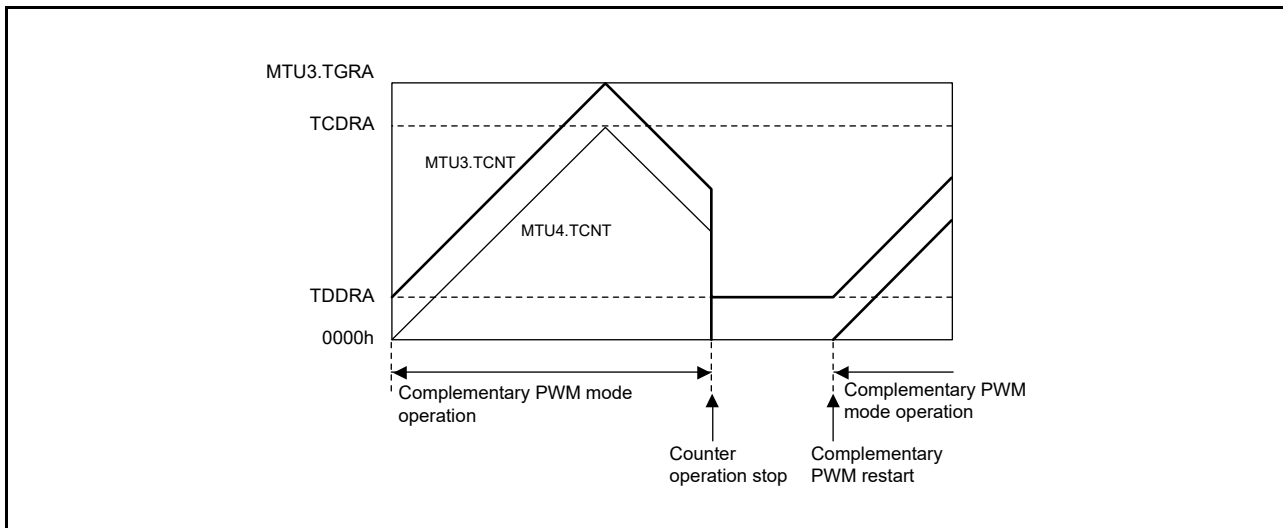 MTU3.TGRA
TCDRA
MTU3.TCNT
MTU4.TCNT
TDDRA
0000h
Complementary PWM mode
operation
Complementary PWM
mode operation
Counter
operation stop
Complementary
PWM restart